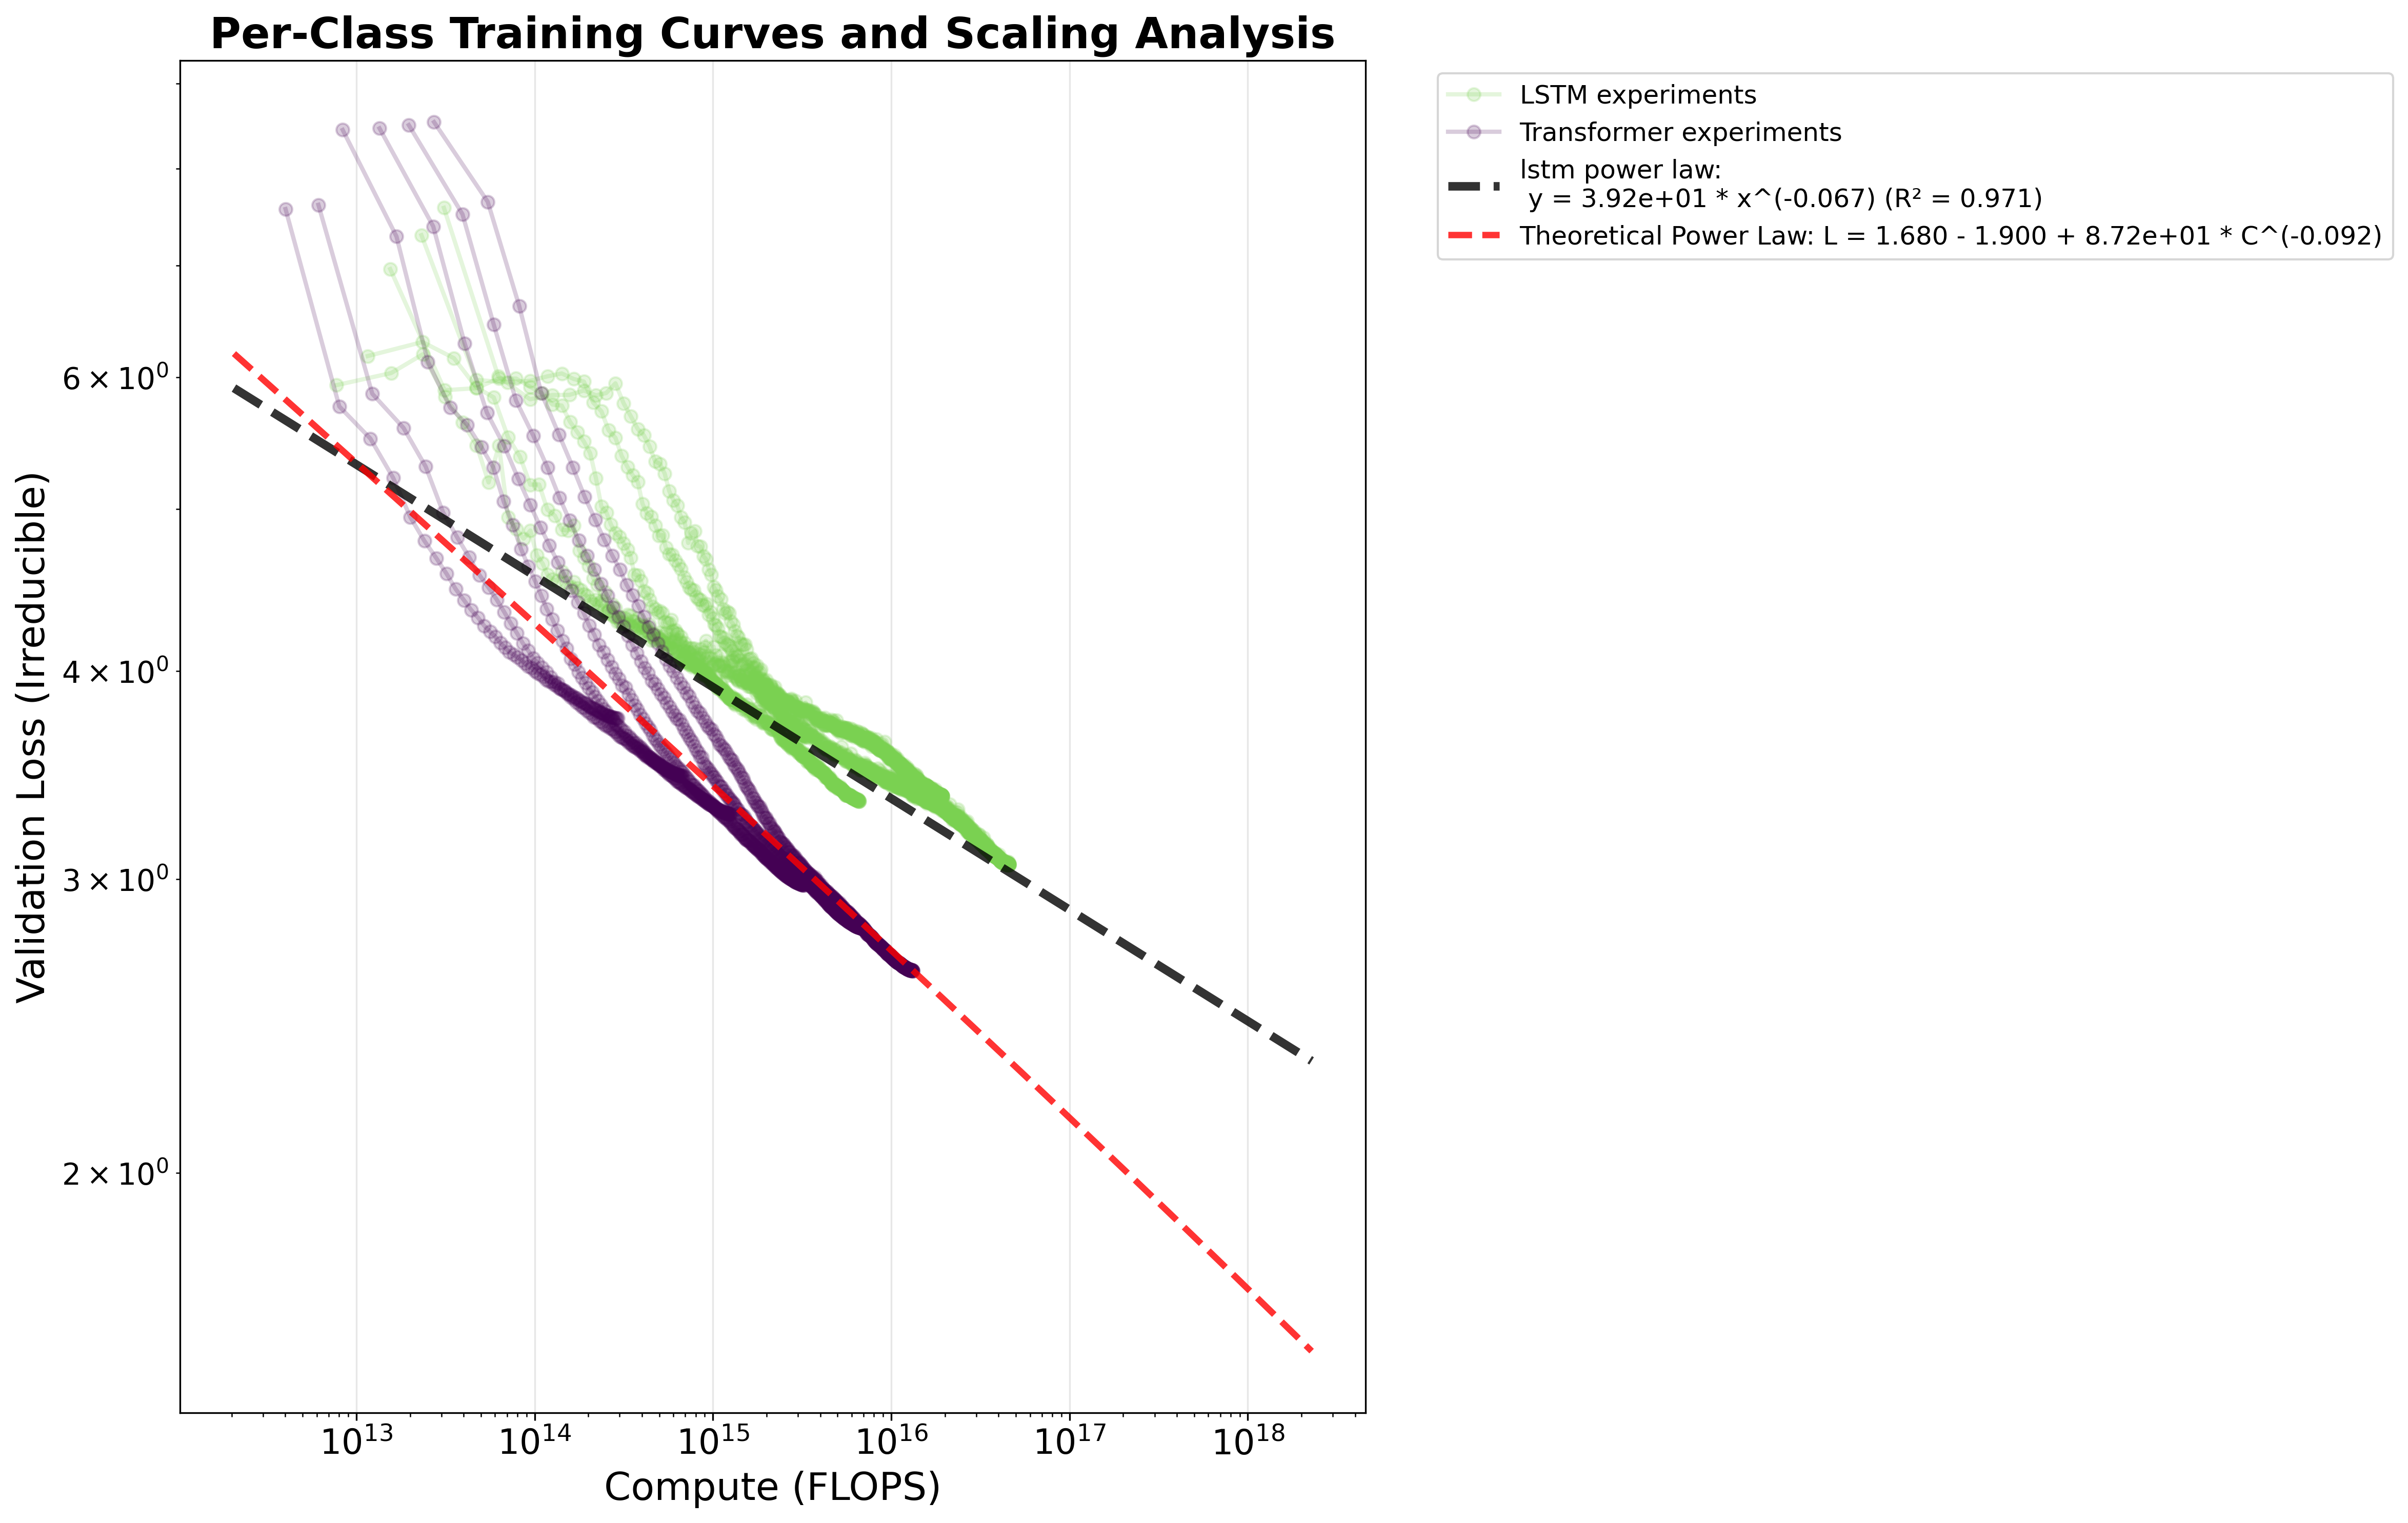 Per-Class Training Curves and Scaling Analysis
LSTM experiments
Transformer experiments
lstm power law:
y = 3.92e+01 * x^(-0.067) (R² = 0.971)
Theoretical Power Law: L = 1.680 - 1.900 + 8.72e+01 * C^(-0.092)
Validation Loss (Irreducible)
6 × 10⁰
4 × 10⁰
3 × 10⁰
2 × 10⁰
10¹³ 10¹⁴ 10¹⁵ 10¹⁶ 10¹⁷ 10¹⁸
Compute (FLOPS)